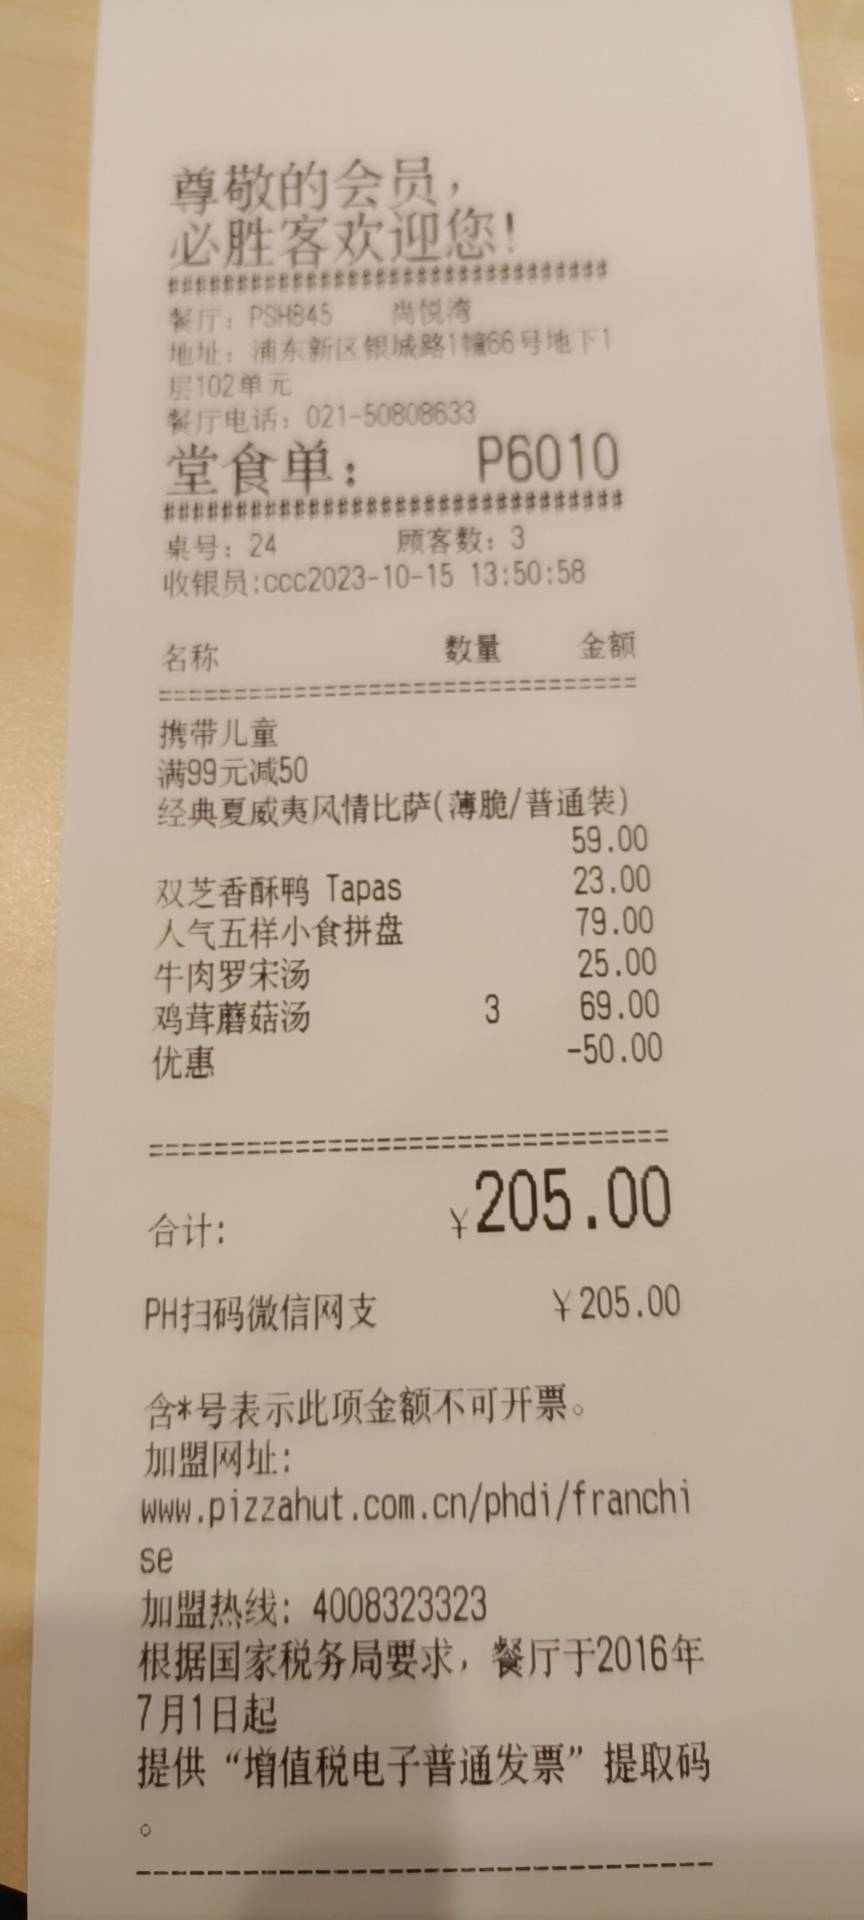 尊敬的会员，
必胜客欢迎您！
################################
餐厅：PSH845 尚悦湾
地址：浦东新区银城路1幢66号地下1
层102单元
餐厅电话：021-50808633
堂食单： P6010
################################
桌号：24 顾客数：3
收银员:ccc2023-10-15 13:50:58
名称 数量 金额
================================
携带儿童
满99元减50
经典夏威夷风情比萨(薄脆/普通装)
59.00
双芝香酥鸭 Tapas 23.00
人气五样小食拼盘 79.00
牛肉罗宋汤 25.00
鸡茸蘑菇汤 3 69.00
优惠 -50.00
================================
合计： ￥205.00
PH扫码微信网支 ￥205.00
含*号表示此项金额不可开票。
加盟网址：
www.pizzahut.com.cn/phdi/franchi
se
加盟热线：4008323323
根据国家税务局要求，餐厅于2016年
7月1日起
提供“增值税电子普通发票”提取码
。
--------------------------------